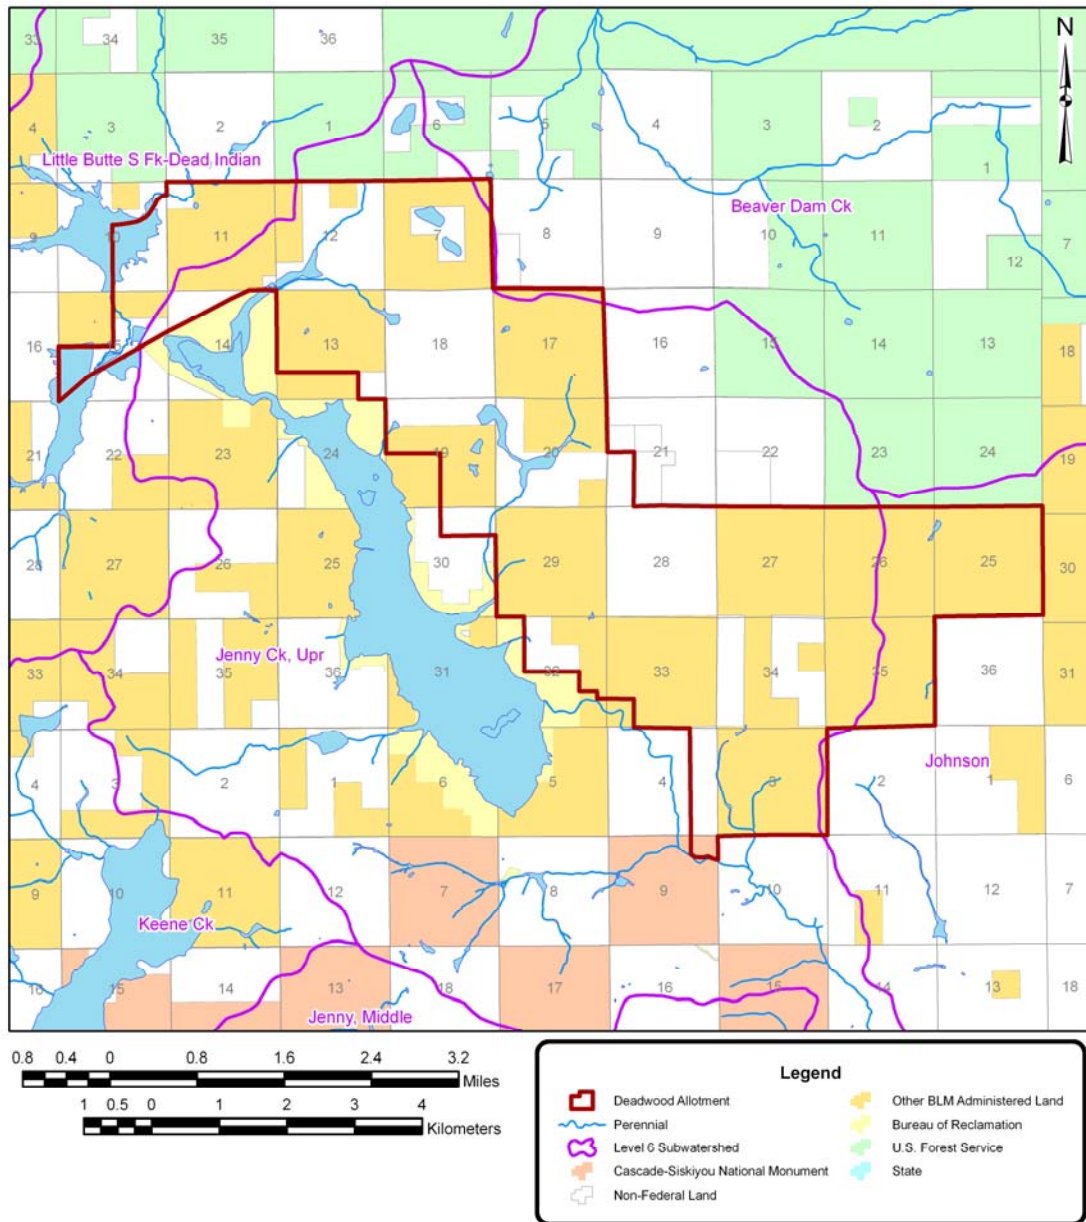 33 34 35 36
N
4 3 2 1 6 5 4 3 2 1
Little Butte S Fk-Dead Indian
Beaver Dam Ck
9 10 11 12 7 8 9 10 11 12 7
16 15 14 13 18 17 16 15 14 13 18
21 22 23 24 19 20 21 22 23 24 19
28 27 26 25 30 29 28 27 26 25 30
33 34 35 36 31 32 33 34 35 36 31
Jenny Ck, Upr
Johnson
4 3 2 1 6 5 4 3 2 1 6
9 10 11 12 7 8 9 10 11 12 7
Keene Ck
16 15 14 13 18 17 16 15 14 13 18
Jenny, Middle
0.8 0.4 0 0.8 1.6 2.4 3.2
Miles
1 0.5 0 1 2 3 4
Kilometers
Legend
Deadwood Allotment
Perennial
Level 6 Subwatershed
Cascade-Siskiyou National Monument
Non-Federal Land
Other BLM Administered Land
Bureau of Reclamation
U.S. Forest Service
State